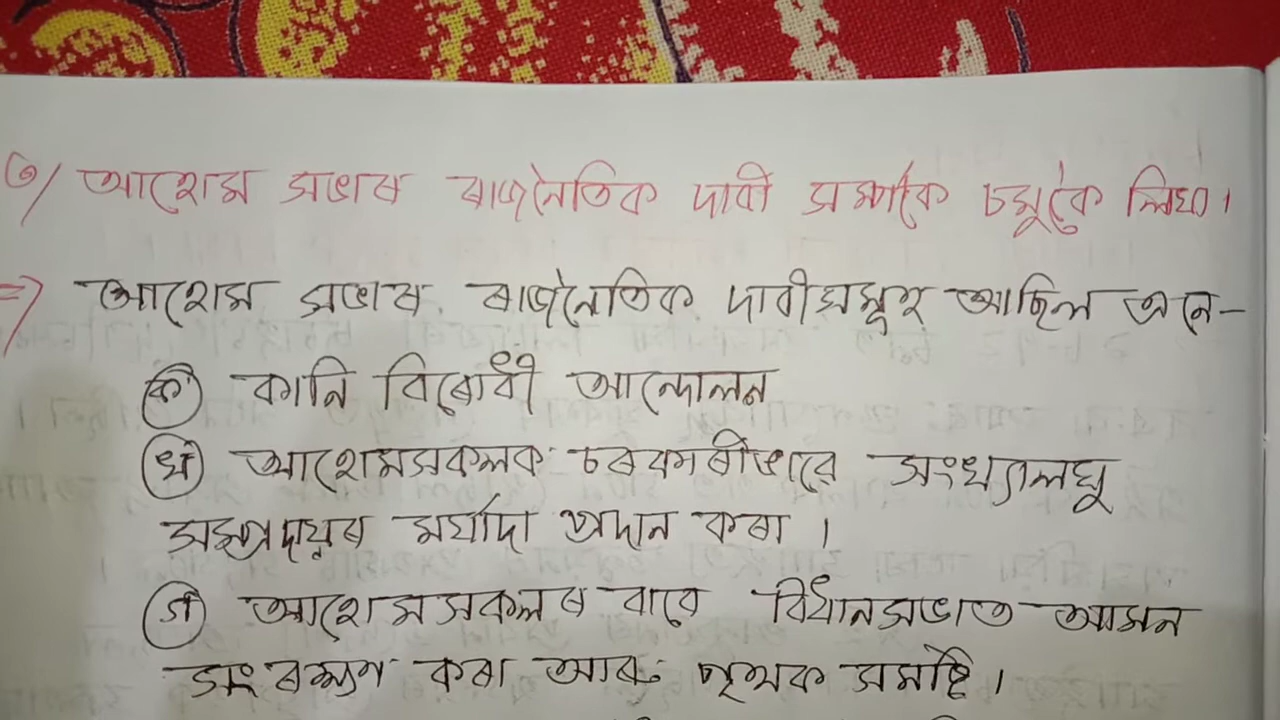 ৩/ আহোম সভাৰ ৰাজনৈতিক দাবী সম্পৰ্কে চমুকৈ লিখা।
=> আহোম সভাৰ ৰাজনৈতিক দাবীসমূহ আছিল এনে—
ক) কানি বিৰোধী আন্দোলন
খ) আহোমসকলক চৰকাৰীভাৱে সংখ্যালঘু
সম্প্ৰদায়ৰ মৰ্যাদা প্ৰদান কৰা।
গ) আহোমসকলৰ বাবে বিধানসভাত আসন
সংৰক্ষণ কৰা আৰু পৃথক সমষ্টি।